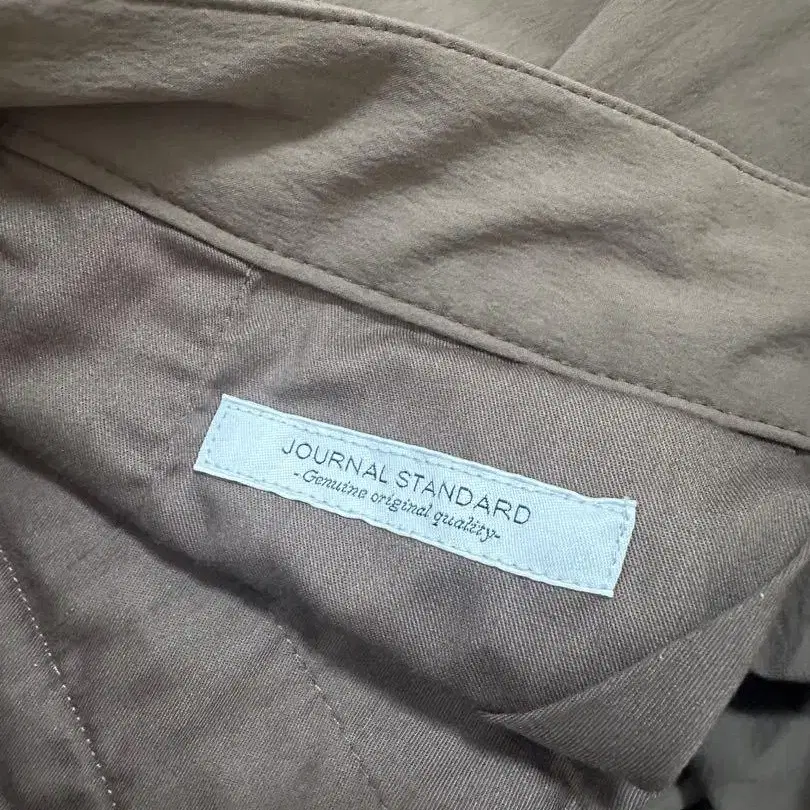 JOURNAL STANDARD
- Genuine original quality-